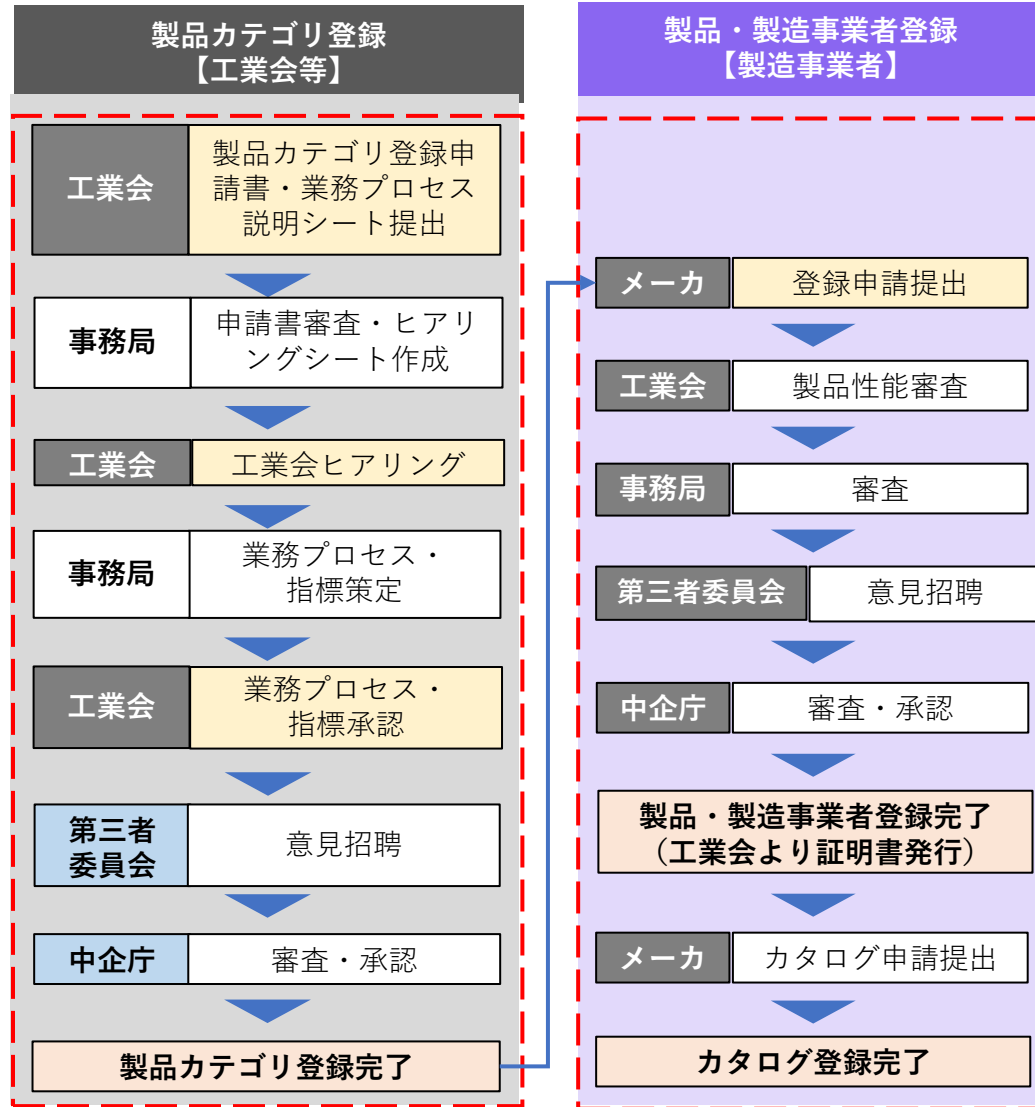 製品カテゴリ登録
【工業会等】
工業会
製品カテゴリ登録申
請書・業務プロセス
説明シート提出
事務局
申請書審査・ヒアリ
ングシート作成
工業会
工業会ヒアリング
事務局
業務プロセス・
指標策定
工業会
業務プロセス・
指標承認
第三者
委員会
意見招聘
中企庁
審査・承認
製品カテゴリ登録完了
製品・製造事業者登録
【製造事業者】
メーカ
登録申請提出
工業会
製品性能審査
事務局
審査
第三者委員会
意見招聘
中企庁
審査・承認
製品・製造事業者登録完了
（工業会より証明書発行）
メーカ
カタログ申請提出
カタログ登録完了